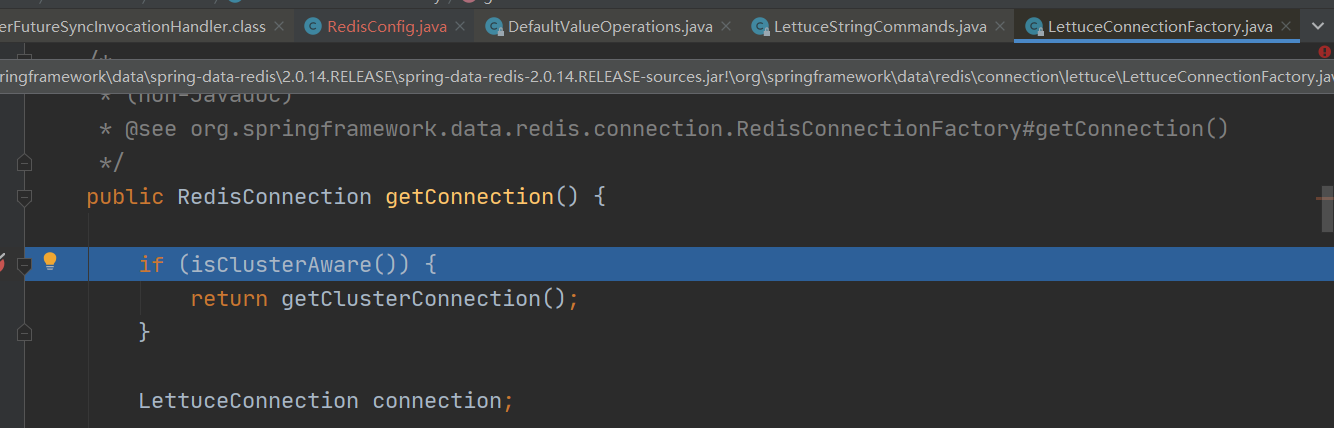 erFutureSyncInvocationHandler.class RedisConfig.java DefaultValueOperations.java LettuceStringCommands.java LettuceConnectionFactory.java
ringframework\data\spring-data-redis\2.0.14.RELEASE\spring-data-redis-2.0.14.RELEASE-sources.jar!\org\springframework\data\redis\connection\lettuce\LettuceConnectionFactory.jav
* (non-Javadoc)
* @see org.springframework.data.redis.connection.RedisConnectionFactory#getConnection()
*/
public RedisConnection getConnection() {
if (isClusterAware()) {
return getClusterConnection();
}
LettuceConnection connection;